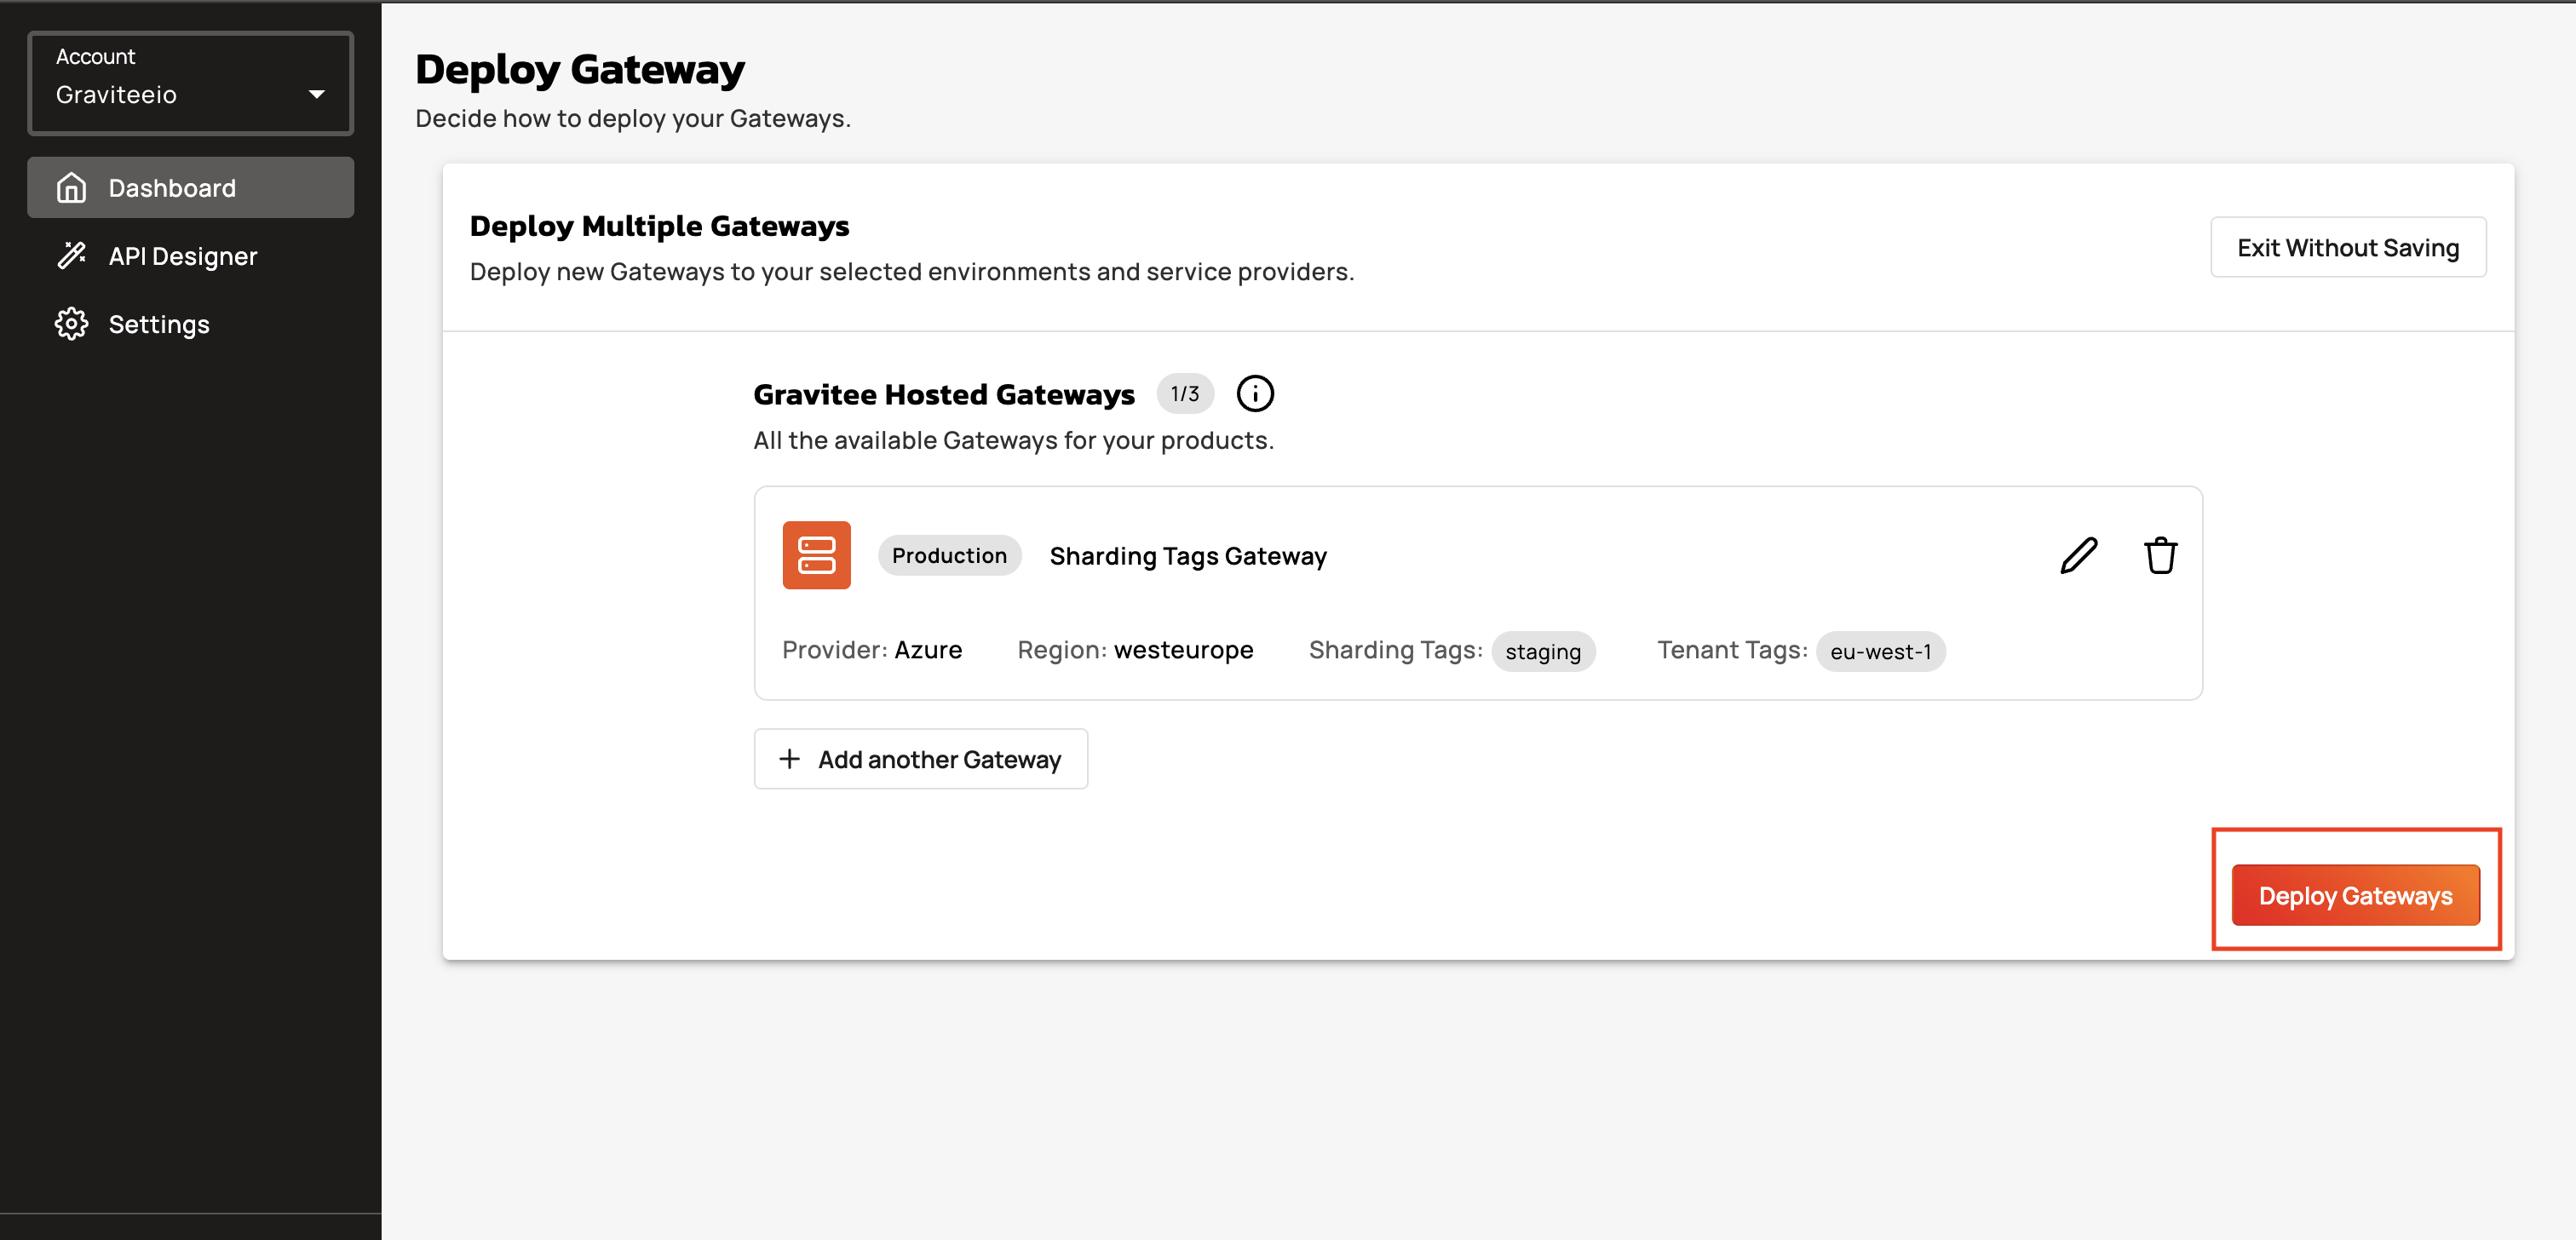 Account
Graviteeio
Dashboard
API Designer
Settings
Deploy Gateway
Decide how to deploy your Gateways.
Deploy Multiple Gateways
Deploy new Gateways to your selected environments and service providers.
Exit Without Saving
Gravitee Hosted Gateways 1/3
All the available Gateways for your products.
Production Sharding Tags Gateway
Provider: Azure Region: westeurope Sharding Tags: staging Tenant Tags: eu-west-1
+ Add another Gateway
Deploy Gateways